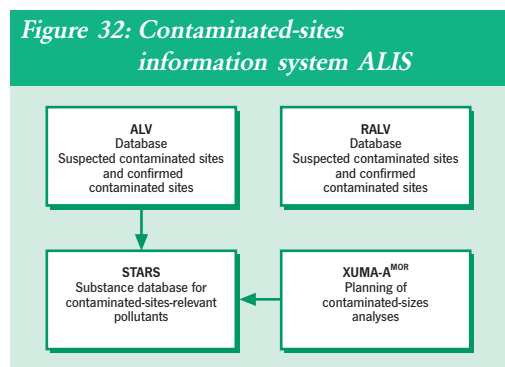 Figure 32: Contaminated-sites
information system ALIS
ALV
Database
Suspected contaminated sites
and confirmed
contaminated sites
RALV
Database
Suspected contaminated sites
and confirmed
contaminated sites
STARS
Substance database for
contaminated-sites-relevant
pollutants
XUMA-AMOR
Planning of
contaminated-sizes
analyses